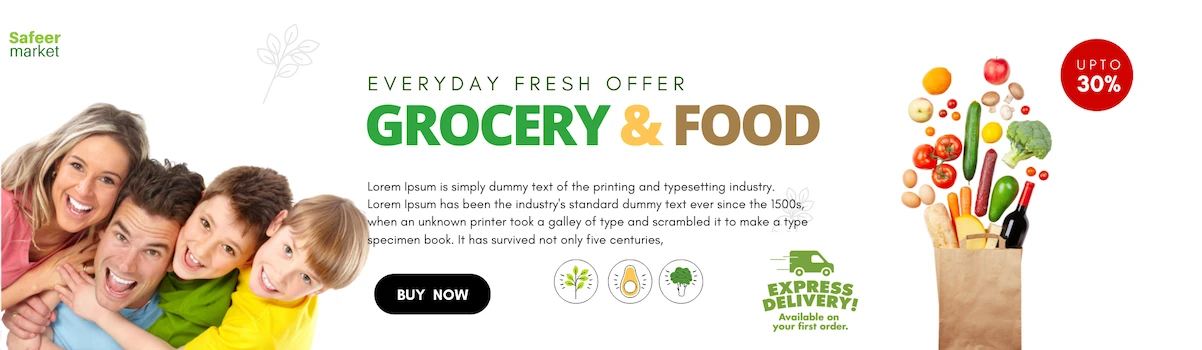 Safeer
market
EVERYDAY FRESH OFFER
GROCERY & FOOD
Lorem Ipsum is simply dummy text of the printing and typesetting industry.
Lorem Ipsum has been the industry's standard dummy text ever since the 1500s,
when an unknown printer took a galley of type and scrambled it to make a type
specimen book. It has survived not only five centuries,
BUY NOW
EXPRESS
DELIVERY!
Available on
your first order.
UPTO
30%